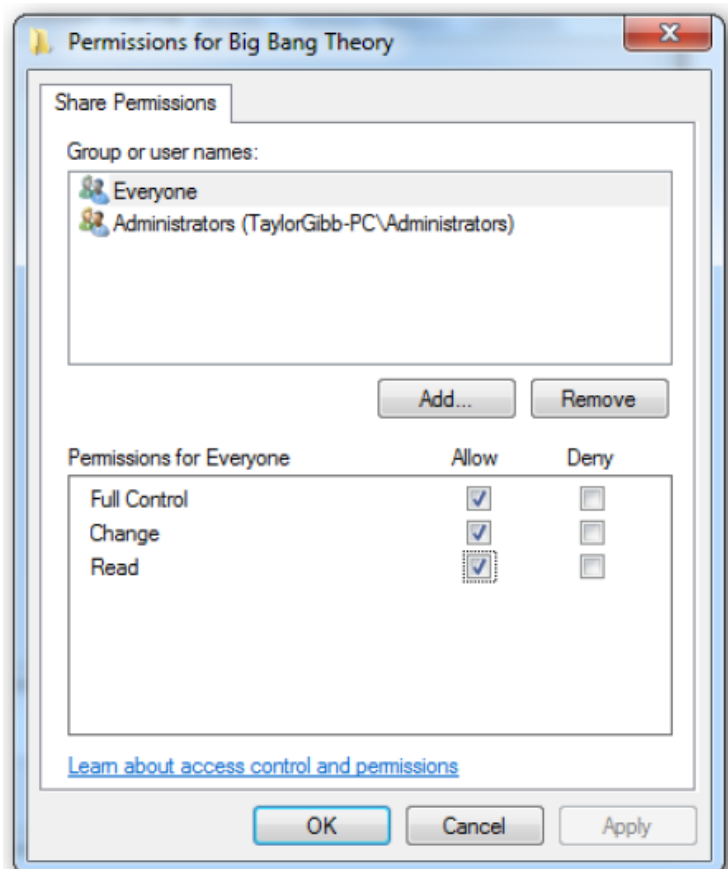 Permissions for Big Bang Theory
Share Permissions
Group or user names:
Everyone
Administrators (TaylorGibb-PC\Administrators)
Add... Remove
Permissions for Everyone Allow Deny
Full Control
Change
Read
Learn about access control and permissions
OK Cancel Apply